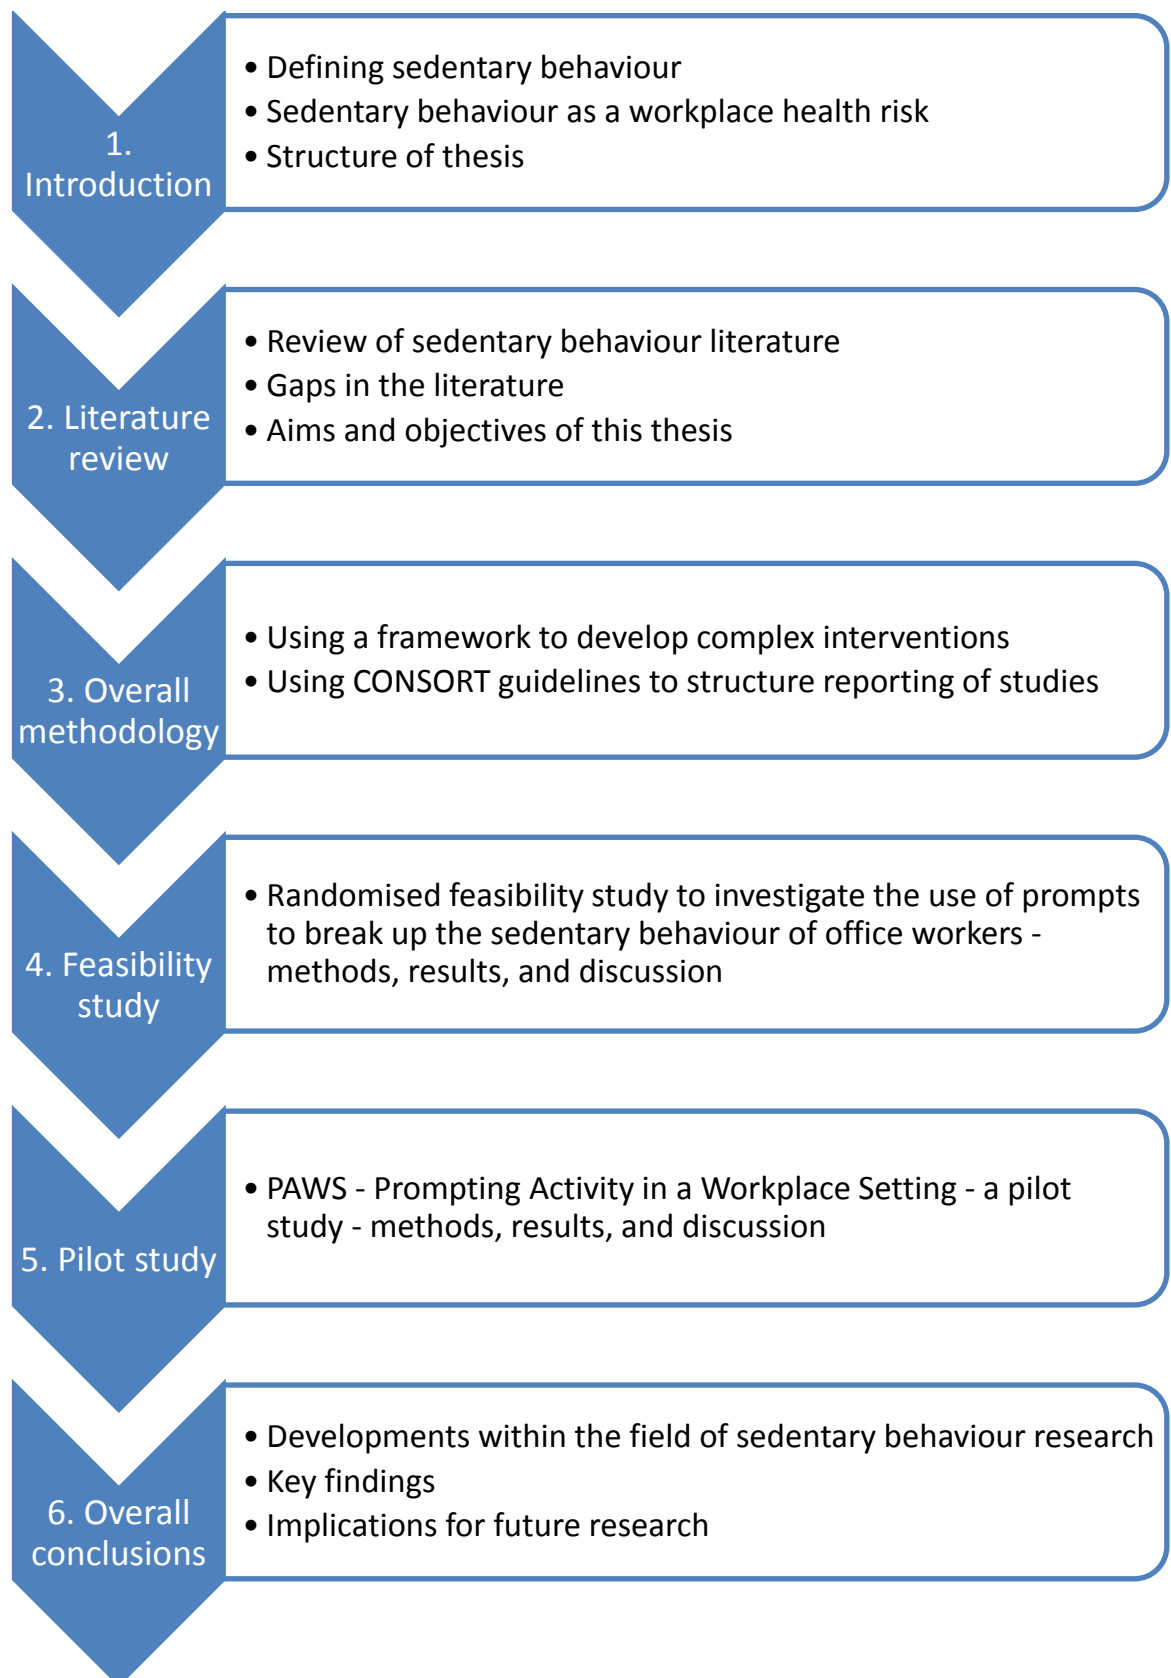 1.
Introduction
• Defining sedentary behaviour
• Sedentary behaviour as a workplace health risk
• Structure of thesis
2. Literature
review
• Review of sedentary behaviour literature
• Gaps in the literature
• Aims and objectives of this thesis
3. Overall
methodology
• Using a framework to develop complex interventions
• Using CONSORT guidelines to structure reporting of studies
4. Feasibility
study
• Randomised feasibility study to investigate the use of prompts
to break up the sedentary behaviour of office workers -
methods, results, and discussion
5. Pilot study
• PAWS - Prompting Activity in a Workplace Setting - a pilot
study - methods, results, and discussion
6. Overall
conclusions
• Developments within the field of sedentary behaviour research
• Key findings
• Implications for future research